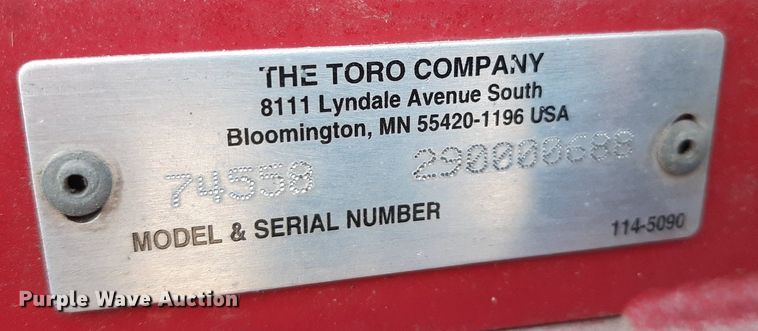 THE TORO COMPANY
8111 Lyndale Avenue South
Bloomington, MN 55420-1196 USA
74558 290000688
MODEL & SERIAL NUMBER
114-5090
Purple Wave Auction